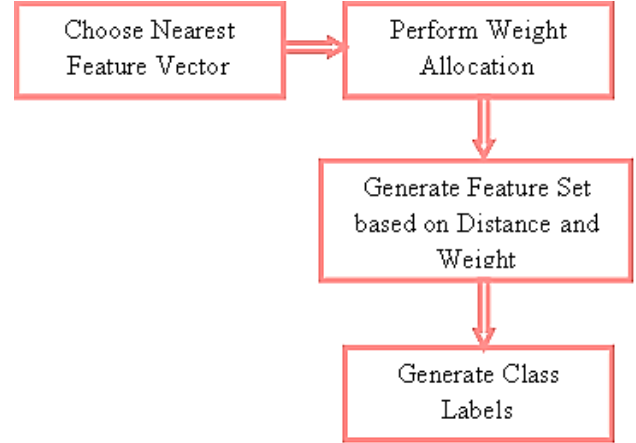 Choose Nearest
Feature Vector
Perform Weight
Allocation
Generate Feature Set
based on Distance and
Weight
Generate Class
Labels